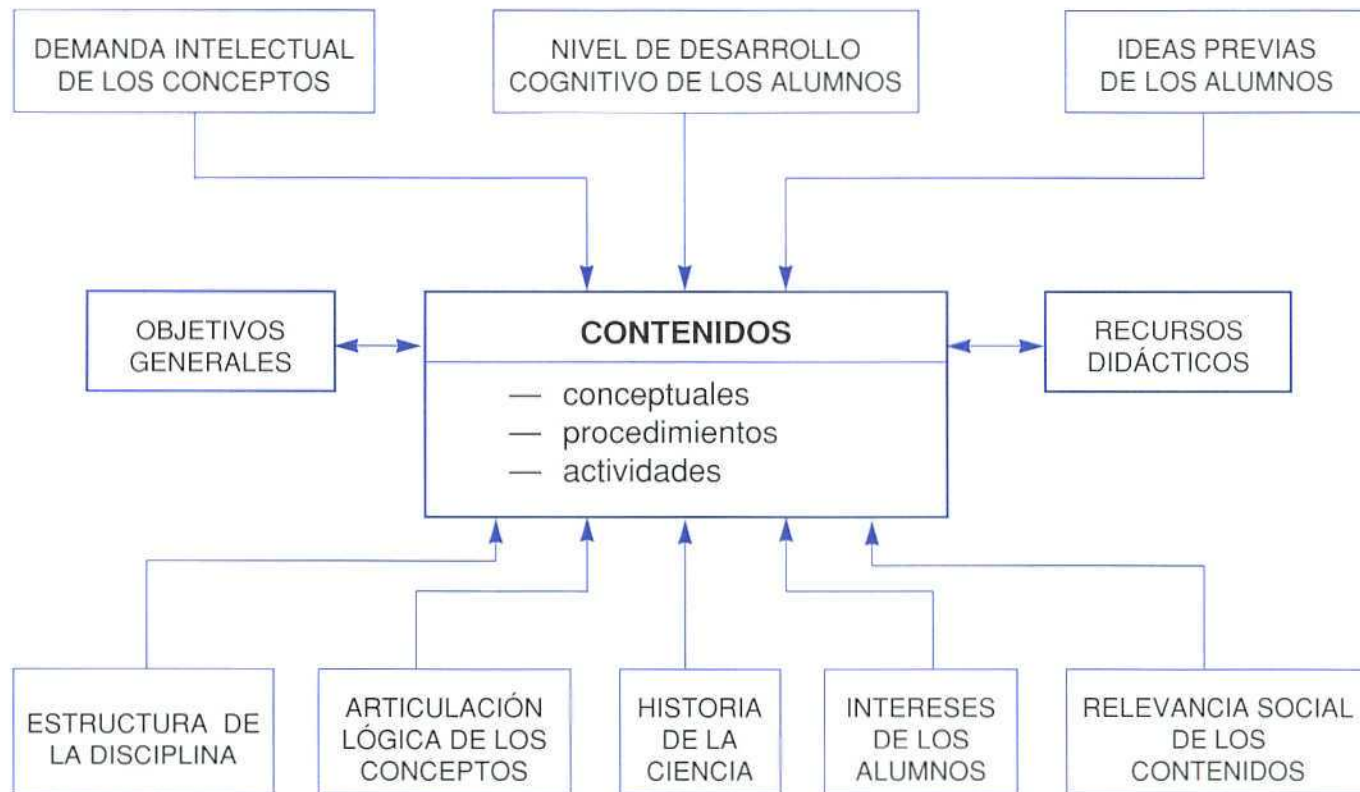 DEMANDA INTELECTUAL
DE LOS CONCEPTOS
NIVEL DE DESARROLLO
COGNITIVO DE LOS ALUMNOS
IDEAS PREVIAS
DE LOS ALUMNOS
OBJETIVOS
GENERALES
CONTENIDOS
— conceptuales
— procedimientos
— actividades
RECURSOS
DIDÁCTICOS
ESTRUCTURA DE
LA DISCIPLINA
ARTICULACIÓN
LÓGICA DE LOS
CONCEPTOS
HISTORIA
DE LA
CIENCIA
INTERESES
DE LOS
ALUMNOS
RELEVANCIA SOCIAL
DE LOS
CONTENIDOS